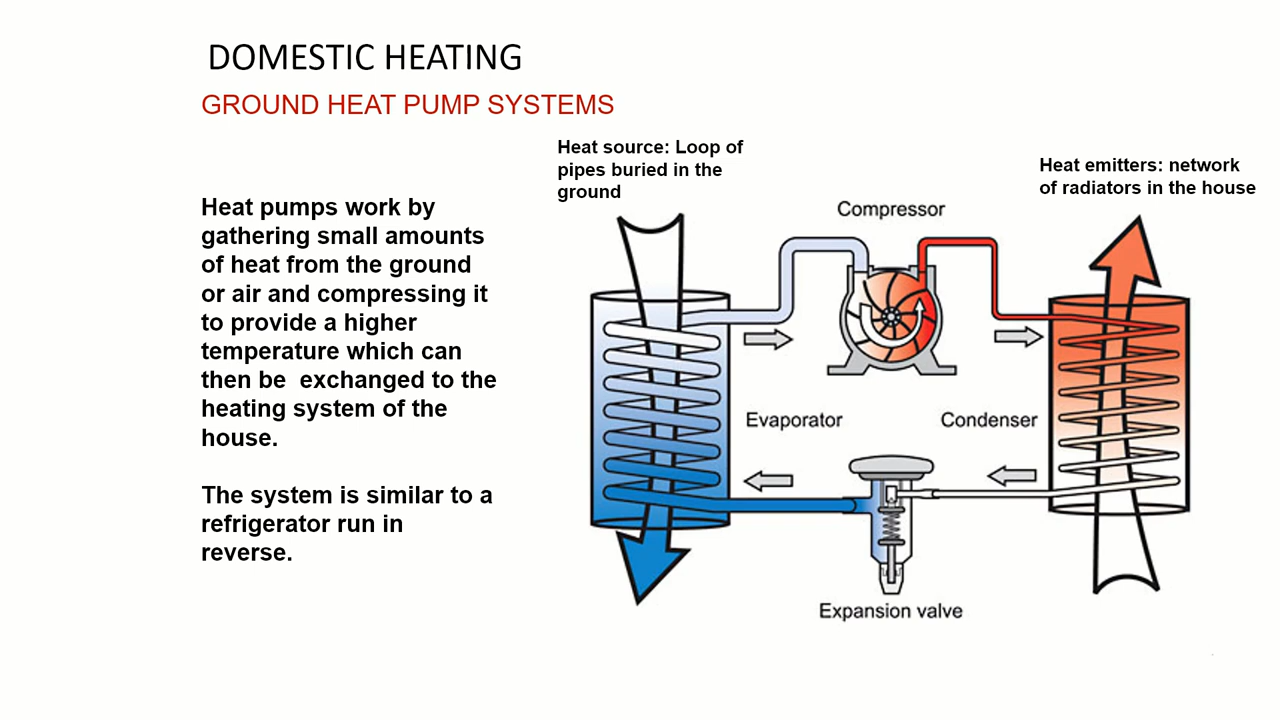 DOMESTIC HEATING
GROUND HEAT PUMP SYSTEMS
Heat source: Loop of
pipes buried in the
ground
Heat emitters: network
of radiators in the house
Heat pumps work by
gathering small amounts
of heat from the ground
or air and compressing it
to provide a higher
temperature which can
then be  exchanged to the
heating system of the
house.
The system is similar to a
refrigerator run in
reverse.
Compressor
Evaporator
Condenser
Expansion valve